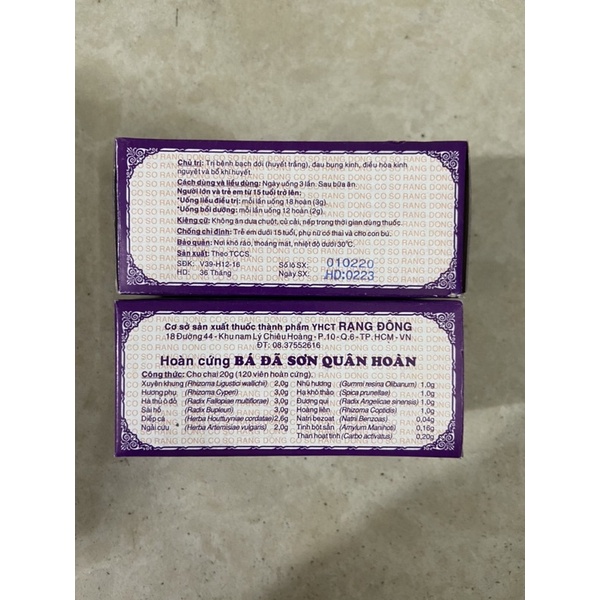 Chủ trị: Trị bệnh bạch đới (huyết trắng), đau bụng kinh, điều hòa kinh
nguyệt và bổ khí huyết.
Cách dùng và liều dùng: Ngày uống 3 lần. Sau bữa ăn
Người lớn và trẻ em từ 15 tuổi trở lên:
*Uống liều điều trị: mỗi lần uống 18 hoàn (3g).
*Uống bồi dưỡng: mỗi lần uống 12 hoàn (2g).
Kiêng cữ: Không ăn dưa chuột, củ cải, nếp trong thời gian dùng thuốc.
Chống chỉ định: Trẻ em dưới 15 tuổi, phụ nữ có thai và cho con bú.
Bảo quản: Nơi khô ráo, thoáng mát, nhiệt độ dưới 30°C.
Sản xuất: Theo TCCS.
SĐK: V39-H12-16 Số lô SX: 010220
HD: 36 Tháng Ngày SX: HD:0223
Cơ sở sản xuất thuốc thành phẩm YHCT RẠNG ĐÔNG
18 Đường 44 - Khu nam Lý Chiêu Hoàng - P.10 - Q.6 - TP.HCM - VN
ĐT: 08.37552616
Hoàn cứng BÁ ĐÃ SƠN QUÂN HOÀN
Công thức: Cho chai 20g (120 viên hoàn cứng).
Xuyên khung (Rhizoma Ligustici wallichi) 2,0g Nhũ hương (Gummi resina Olibanum) 1,0g
Hương phụ (Rhizoma Cyperi) 3,0g Hạ khô thảo (Spica prunellae) 1,0g
Hà thủ ô đỏ (Radix Fallopiae multiflorae) 3,0g Đương qui (Radix Angelicae sinensis) 1,0g
Sài hồ (Radix Bupleuri) 3,0g Hoàng liên (Rhizoma Coptidis) 1,0g
Diếp cá (Herba Houttuyniae cordatae) 2,6g Natri bezoat (Natri Benzoas) 0,04g
Ngải cứu (Herba Artemisiae vulgaris) 2,0g Tinh bột sắn (Amylum Manihot) 0,16g
Than hoạt tính (Carbo activatus) 0,20g